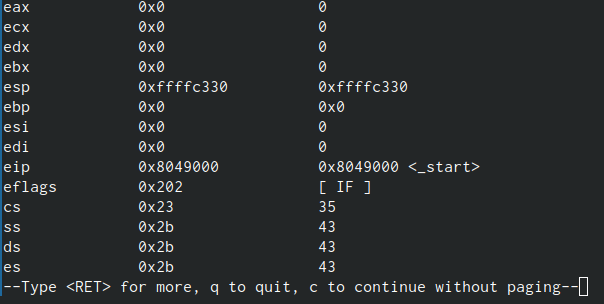 eax 0x0 0
ecx 0x0 0
edx 0x0 0
ebx 0x0 0
esp 0xffffc330 0xffffc330
ebp 0x0 0x0
esi 0x0 0
edi 0x0 0
eip 0x8049000 0x8049000 <_start>
eflags 0x202 [ IF ]
cs 0x23 35
ss 0x2b 43
ds 0x2b 43
es 0x2b 43
--Type <RET> for more, q to quit, c to continue without paging--